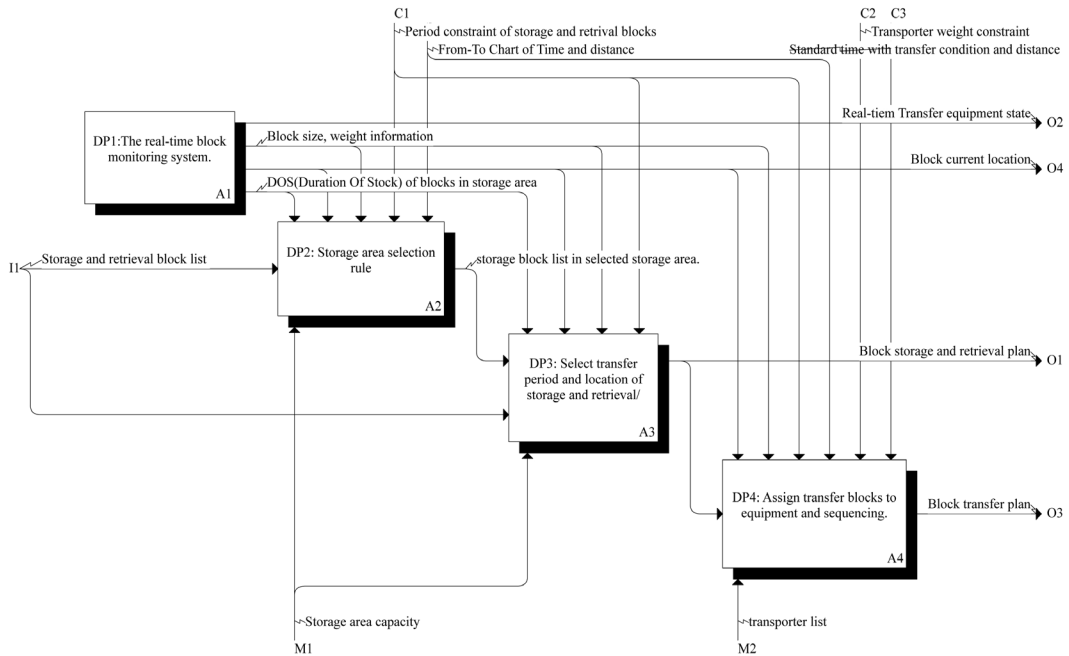 C1
C2 C3
Period constraint of storage and retrival blocks
Transporter weight constraint
From-To Chart of Time and distance
Standard time with transfer condition and distance
Real-tiem Transfer equipment state
O2
DP1:The real-time block
monitoring system.
A1
Block size, weight information
Block current location
O4
DOS(Duration Of Stock) of blocks in storage area
I1
Storage and retrieval block list
DP2: Storage area selection
rule
A2
storage block list in selected storage area.
Block storage and retrieval plan
O1
DP3: Select transfer
period and location of
storage and retrieval/
A3
DP4: Assign transfer blocks to
equipment and sequencing.
A4
Block transfer plan
O3
Storage area capacity
M1
transporter list
M2